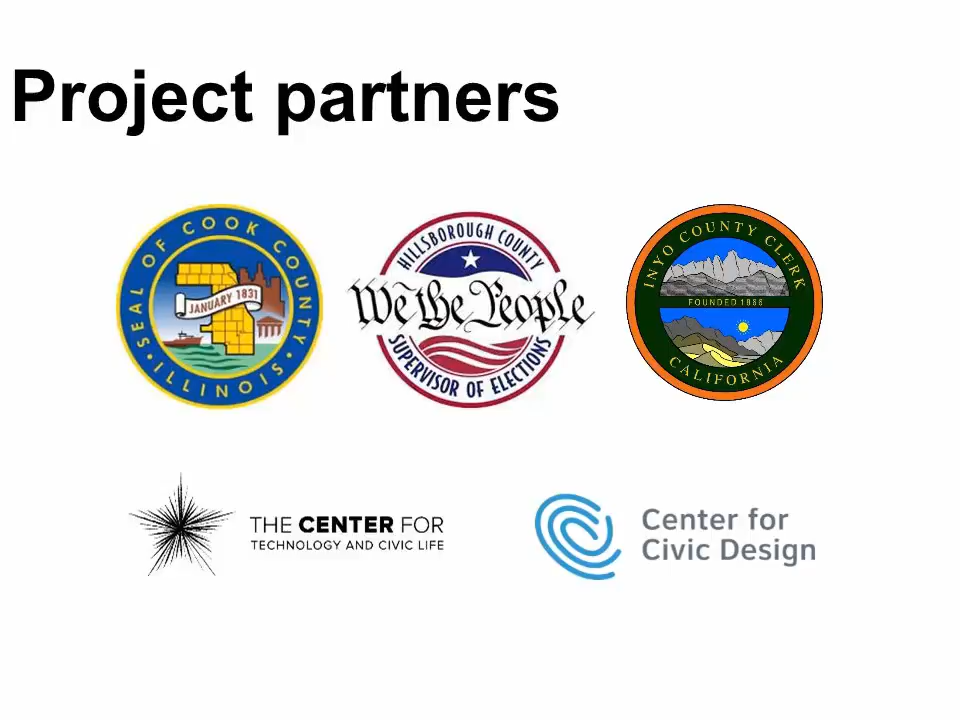 Project partners
SEAL OF COOK COUNTY
JANUARY 1831
• ILLINOIS •
HILLSBOROUGH COUNTY
We the People
SUPERVISOR OF ELECTIONS
INYO COUNTY CLERK
FOUNDED 1866
CALIFORNIA
THE CENTER FOR
TECHNOLOGY AND CIVIC LIFE
Center for
Civic Design